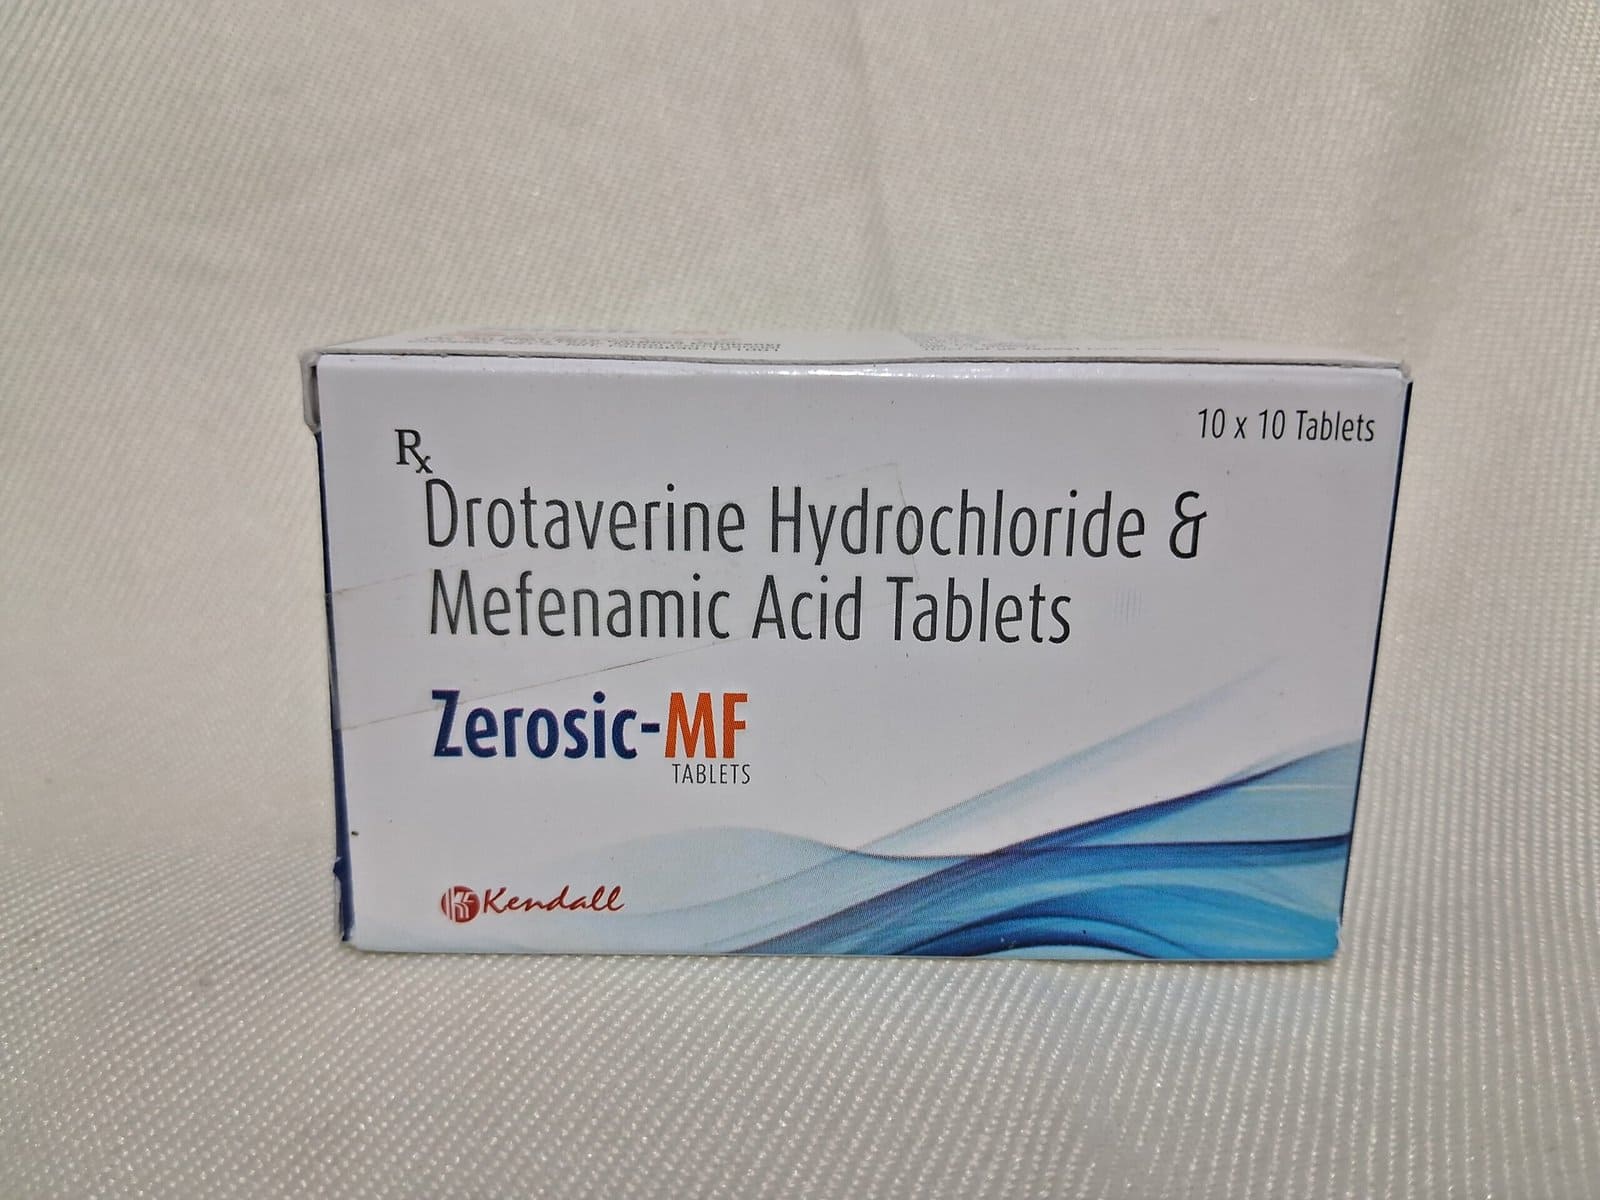 10 x 10 Tablets
Rx
Drotaverine Hydrochloride &
Mefenamic Acid Tablets
Zerosic-MF
TABLETS
Kendall